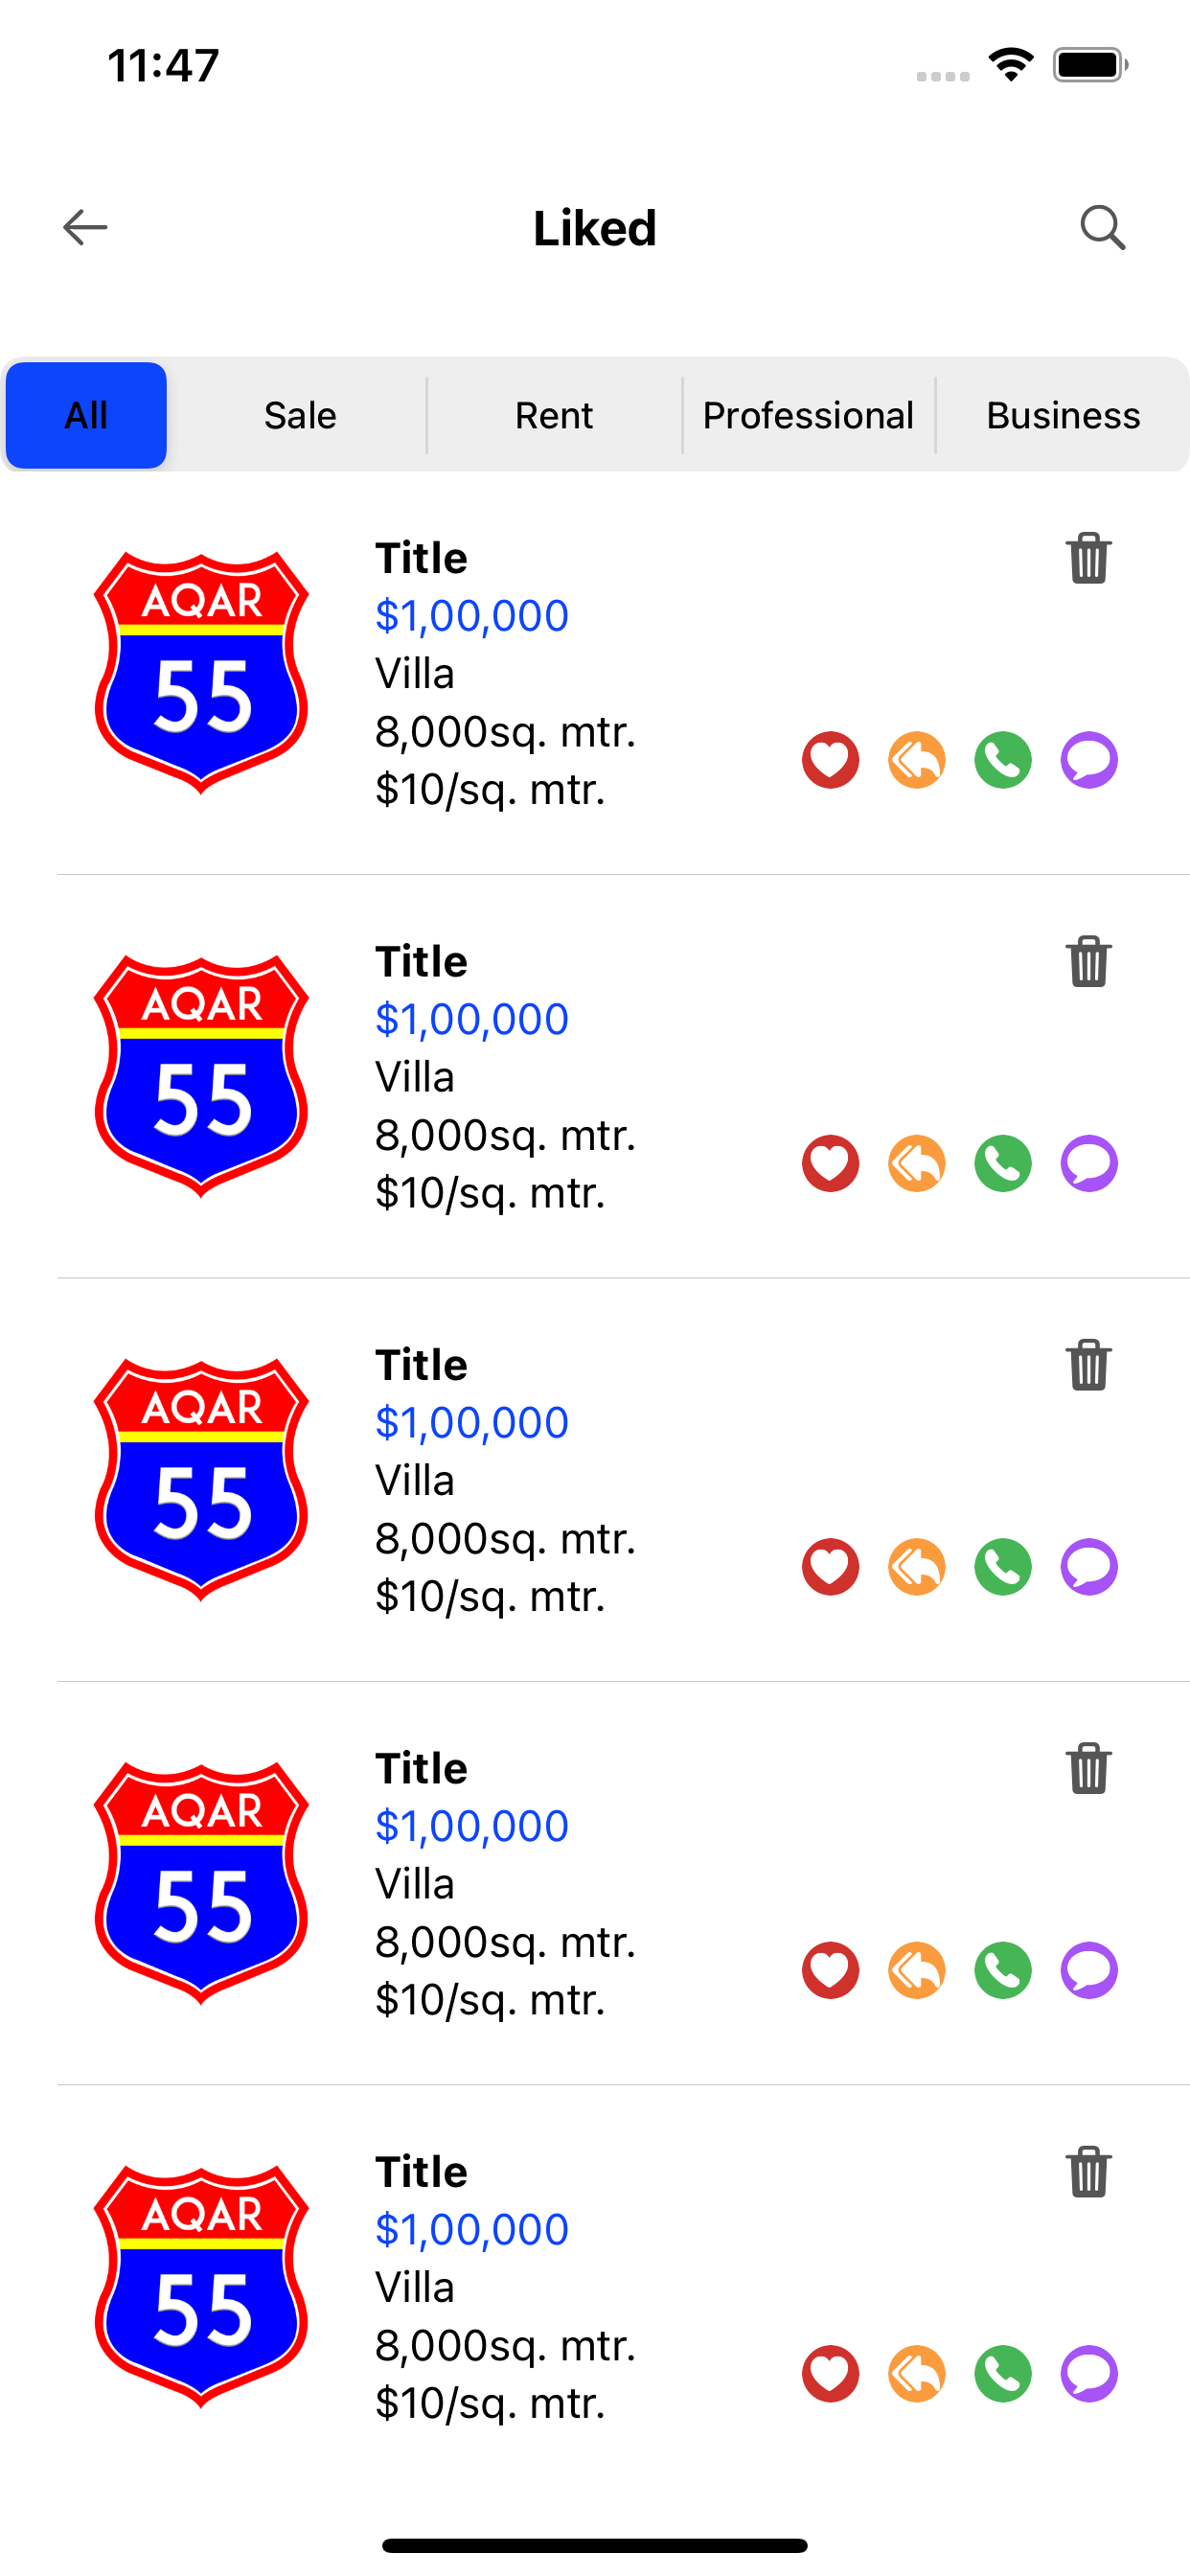 11:47
Liked
All Sale Rent Professional Business
AQAR
55
Title
$1,00,000
Villa
8,000sq. mtr.
$10/sq. mtr.
AQAR
55
Title
$1,00,000
Villa
8,000sq. mtr.
$10/sq. mtr.
AQAR
55
Title
$1,00,000
Villa
8,000sq. mtr.
$10/sq. mtr.
AQAR
55
Title
$1,00,000
Villa
8,000sq. mtr.
$10/sq. mtr.
AQAR
55
Title
$1,00,000
Villa
8,000sq. mtr.
$10/sq. mtr.